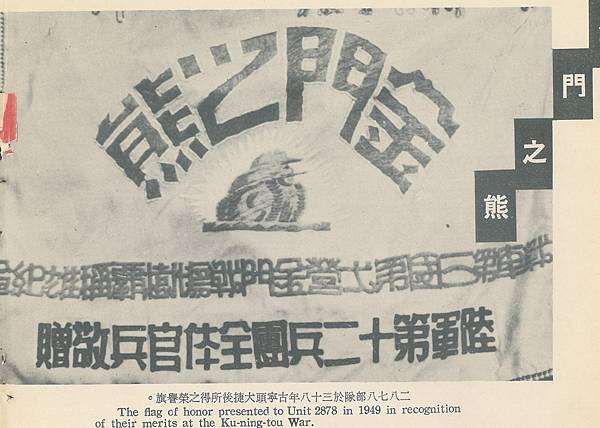 金門之熊
陸軍第十二兵團全体官兵敬贈
門
之
熊
二八七八部隊於三十八年古寧頭大捷後所得之榮譽旗。
The flag of honor presented to Unit 2878 in 1949 in recognition
of their merits at the Ku-ning-tou War.